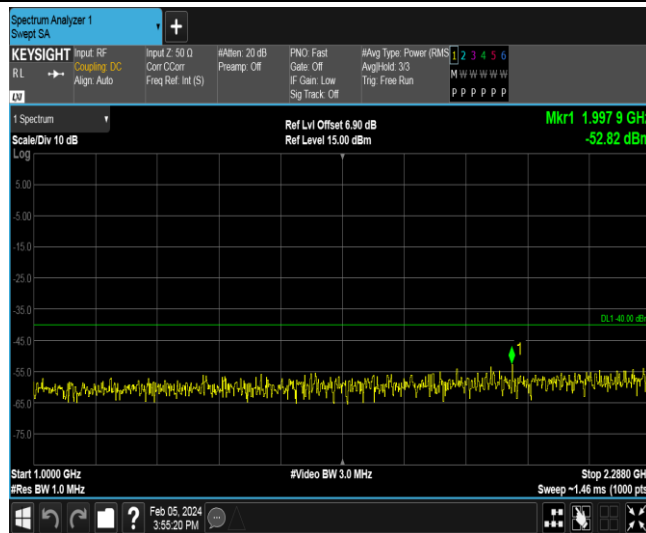 Spectrum Analyzer 1
Swept SA
+
KEYSIGHT Input: RF Input Z: 50 Ω #Atten: 20 dB PNO: Fast #Avg Type: Power (RMS 1 2 3 4 5 6
RL Coupling: DC Corr CCorr Preamp: Off Gate: Off Avg|Hold: 3/3 M W W W W W
Align: Auto Freq Ref: Int (S) IF Gain: Low Trig: Free Run
Sig Track: Off P P P P P P
LXI
1 Spectrum Ref Lvl Offset 6.90 dB Mkr1 1.997 9 GH
Scale/Div 10 dB Ref Level 15.00 dBm -52.82 dBm
Log
5.00
-5.00
-15.0
-25.0
-35.0
DL1 -40.00 dBm
-45.0
1
-55.0
-65.0
-75.0
Start 1.0000 GHz #Video BW 3.0 MHz Stop 2.2880 GH
#Res BW 1.0 MHz Sweep ~1.46 ms (1000 pts
? Feb 05, 2024
3:55:20 PM